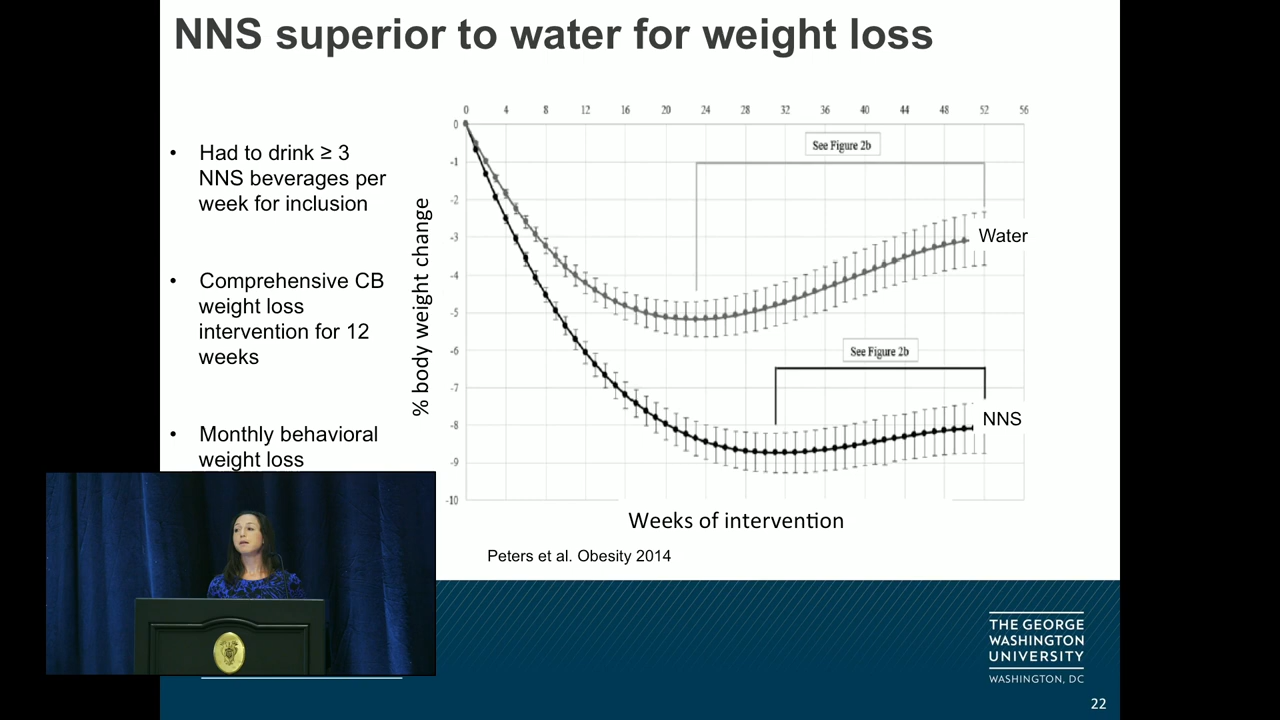 NNS superior to water for weight loss
• Had to drink ≥ 3
NNS beverages per
week for inclusion
• Comprehensive CB
weight loss
intervention for 12
weeks
• Monthly behavioral
weight loss
% body weight change
0 4 8 12 16 20 24 28 32 36 40 44 48 52 56
0
-1
-2
-3
-4
-5
-6
-7
-8
-9
-10
See Figure 2b
Water
See Figure 2b
NNS
Weeks of intervention
Peters et al. Obesity 2014
THE GEORGE
WASHINGTON
UNIVERSITY
WASHINGTON, DC
22